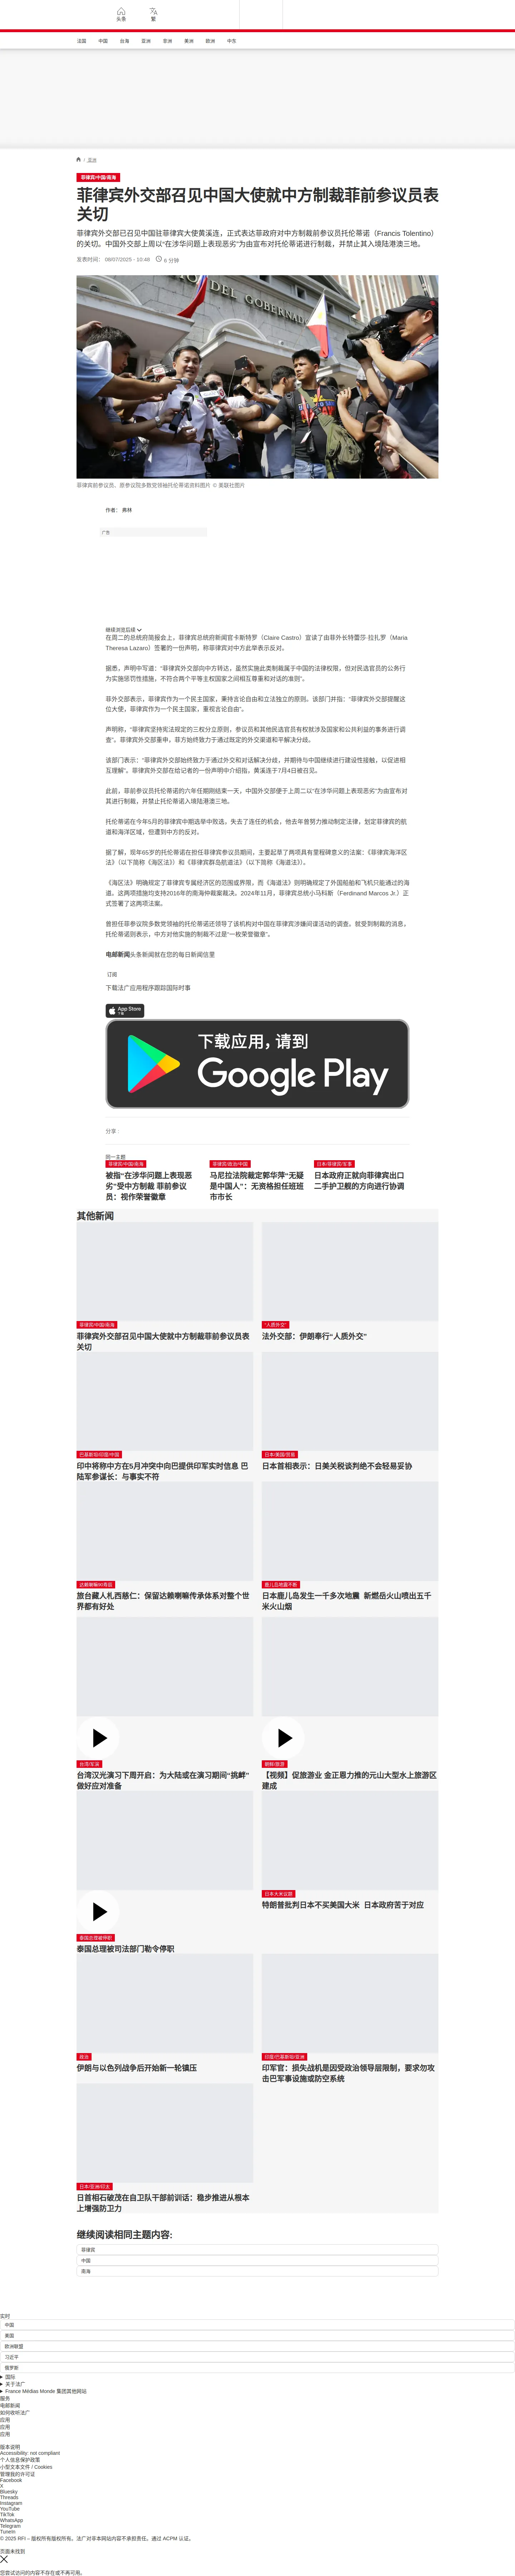 头条
繁
法国
中国
台海
亚洲
非洲
美洲
欧洲
中东
/ 亚洲
菲律宾/中国/南海
菲律宾外交部召见中国大使就中方制裁菲前参议员表
关切
菲律宾外交部已召见中国驻菲律宾大使黄溪连，正式表达菲政府对中方制裁前参议员托伦蒂诺（Francis Tolentino）
的关切。中国外交部上周以“在涉华问题上表现恶劣”为由宣布对托伦蒂诺进行制裁，并禁止其入境陆港澳三地。
发表时间： 08/07/2025 - 10:48
6 分钟
菲律宾前参议员、原参议院多数党领袖托伦蒂诺资料图片 © 美联社图片
作者： 弗林
广告
继续浏览后续
在周二的总统府简报会上，菲律宾总统府新闻官卡斯特罗（Claire Castro）宣读了由菲外长特蕾莎·拉扎罗（Maria
Theresa Lazaro）签署的一份声明，称菲律宾对中方此举表示反对。
据悉，声明中写道：“菲律宾外交部向中方转达，虽然实施此类制裁属于中国的法律权限，但对民选官员的公务行
为实施惩罚性措施，不符合两个平等主权国家之间相互尊重和对话的准则”。
菲外交部表示，菲律宾作为一个民主国家，秉持言论自由和立法独立的原则。该部门并指：“菲律宾外交部提醒这
位大使，菲律宾作为一个民主国家，重视言论自由”。
声明称，“菲律宾坚持宪法规定的三权分立原则，参议员和其他民选官员有权就涉及国家和公共利益的事务进行调
查”。菲律宾外交部重申，菲方始终致力于通过既定的外交渠道和平解决分歧。
该部门表示：“菲律宾外交部始终致力于通过外交和对话解决分歧，并期待与中国继续进行建设性接触，以促进相
互理解”。菲律宾外交部在给记者的一份声明中介绍指，黄溪连于7月4日被召见。
此前，菲前参议员托伦蒂诺的六年任期刚结束一天，中国外交部便于上周二以“在涉华问题上表现恶劣”为由宣布对
其进行制裁，并禁止托伦蒂诺入境陆港澳三地。
托伦蒂诺在今年5月的菲律宾中期选举中败选，失去了连任的机会，他去年曾努力推动制定法律，划定菲律宾的航
道和海洋区域，但遭到中方的反对。
据了解，现年65岁的托伦蒂诺在担任菲律宾参议员期间，主要起草了两项具有里程碑意义的法案：《菲律宾海洋区
法》（以下简称《海区法》）和《菲律宾群岛航道法》（以下简称《海道法》）。
《海区法》明确规定了菲律宾专属经济区的范围或界限，而《海道法》则明确规定了外国船舶和飞机只能通过的海
道。这两项措施均支持2016年的南海仲裁案裁决。2024年11月，菲律宾总统小马科斯（Ferdinand Marcos Jr.）正
式签署了这两项法案。
曾担任菲参议院多数党领袖的托伦蒂诺还领导了该机构对中国在菲律宾涉嫌间谍活动的调查。就受到制裁的消息，
托伦蒂诺则表示，中方对他实施的制裁不过是“一枚荣誉徽章”。
电邮新闻头条新闻就在您的每日新闻信里
订阅
下载法广应用程序跟踪国际时事
App Store
下载
下载应用，请到
Google Play
分享 :
同一主题
菲律宾/中国/南海
被指“在涉华问题上表现恶
劣”受中方制裁 菲前参议
员：视作荣誉徽章
菲律宾/政治/中国
马尼拉法院裁定郭华萍“无疑
是中国人”：无资格担任班班
市市长
日本/菲律宾/军事
日本政府正就向菲律宾出口
二手护卫舰的方向进行协调
其他新闻
菲律宾/中国/南海
菲律宾外交部召见中国大使就中方制裁菲前参议员表
关切
“人质外交”
法外交部：伊朗奉行“人质外交”
巴基斯坦/印度/中国
印中将称中方在5月冲突中向巴提供印军实时信息 巴
陆军参谋长：与事实不符
日本/美国/贸易
日本首相表示：日美关税谈判绝不会轻易妥协
达赖喇嘛90寿辰
旅台藏人札西慈仁：保留达赖喇嘛传承体系对整个世
界都有好处
鹿儿岛地震不断
日本鹿儿岛发生一千多次地震 新燃岳火山喷出五千
米火山烟
台湾/军演
台湾汉光演习下周开启：为大陆或在演习期间“挑衅”
做好应对准备
朝鲜/旅游
【视频】促旅游业 金正恩力推的元山大型水上旅游区
建成
泰国总理被停职
泰国总理被司法部门勒令停职
日本大米议题
特朗普批判日本不买美国大米 日本政府苦于对应
政治
伊朗与以色列战争后开始新一轮镇压
印度/巴基斯坦/亚洲
印军官：损失战机是因受政治领导层限制，要求勿攻
击巴军事设施或防空系统
日本/亚洲/印太
日首相石破茂在自卫队干部前训话：稳步推进从根本
上增强防卫力
继续阅读相同主题内容:
菲律宾
中国
南海
实时
中国
美国
欧洲联盟
习近平
俄罗斯
国际
关于法广
France Médias Monde 集团其他网站
服务
电邮新闻
如何收听法广
应用
应用
应用
版本说明
Accessibility: not compliant
个人信息保护政策
小型文本文件 / Cookies
管理我的许可证
Facebook
X
Bluesky
Threads
Instagram
YouTube
TikTok
WhatsApp
Telegram
TuneIn
© 2025 RFI – 版权所有版权所有。法广对非本网站内容不承担责任。通过 ACPM 认证。
页面未找到
您尝试访问的内容不存在或不再可用。